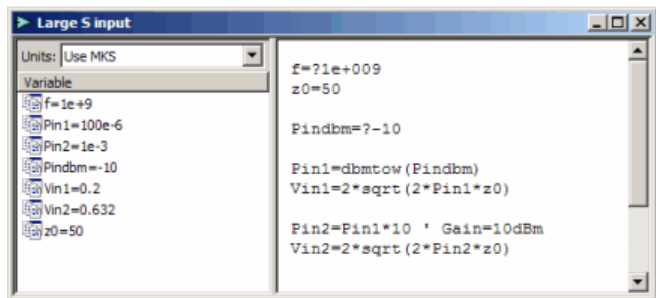 Large S input
Units: Use MKS
Variable
f=1e+9
Pin1=100e-6
Pin2=1e-3
Pindbm=-10
Vin1=0.2
Vin2=0.632
z0=50
f=?1e+009
z0=50
Pindbm=?-10
Pin1=dbmtow(Pindbm)
Vin1=2*sqrt(2*Pin1*z0)
Pin2=Pin1*10 ' Gain=10dBm
Vin2=2*sqrt(2*Pin2*z0)